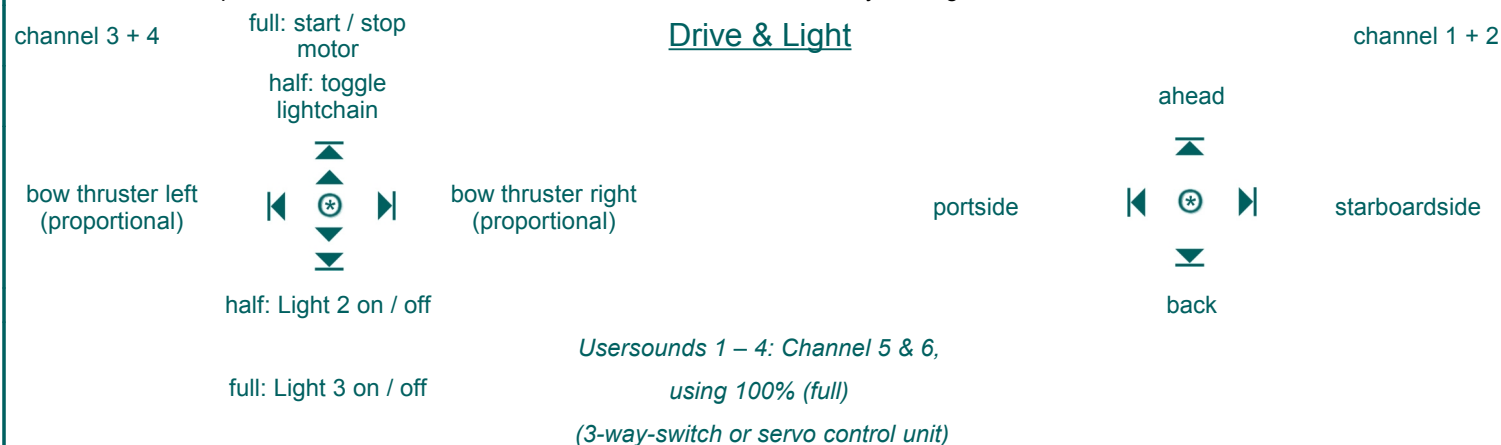 channel 3 + 4
full: start / stop
motor
Drive & Light
channel 1 + 2
half: toggle
lightchain
ahead
bow thruster left
(proportional)
bow thruster right
(proportional)
portside
starboardside
half: Light 2 on / off
back
Usersounds 1 – 4: Channel 5 & 6,
full: Light 3 on / off
using 100% (full)
(3-way-switch or servo control unit)